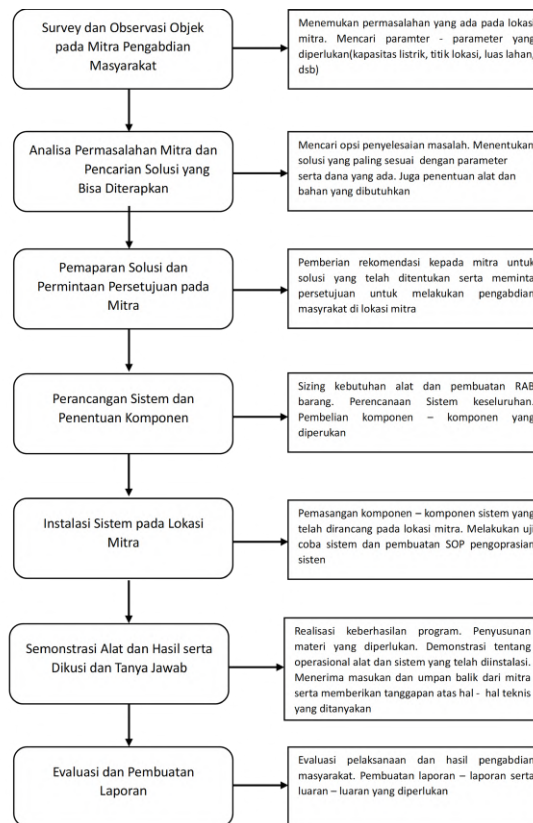 Survey dan Observasi Objek
pada Mitra Pengabdian
Masyarakat
Menemukan permasalahan yang ada pada lokasi
mitra. Mencari paramter - parameter yang
diperlukan(kapasitas listrik, titik lokasi, luas lahan,
dsb)
Analisa Permasalahan Mitra dan
Pencarian Solusi yang
Bisa Diterapkan
Mencari opsi penyelesaian masalah. Menentukan
solusi yang paling sesuai dengan parameter
serta dana yang ada. Juga penentuan alat dan
bahan yang dibutuhkan
Pemaparan Solusi dan
Permintaan Persetujuan pada
Mitra
Pemberian rekomendasi kepada mitra untuk
solusi yang telah ditentukan serta meminta
persetujuan untuk melakukan pengabdian
masyrakat di lokasi mitra
Perancangan Sistem dan
Penentuan Komponen
Sizing kebutuhan alat dan pembuatan RAB
barang. Perencanaan Sistem keseluruhan.
Pembelian komponen – komponen yang
diperukan
Instalasi Sistem pada Lokasi
Mitra
Pemasangan komponen – komponen sistem yang
telah dirancang pada lokasi mitra. Melakukan uji
coba sistem dan pembuatan SOP pengoprasian
sisten
Semonstrasi Alat dan Hasil serta
Dikusi dan Tanya Jawab
Realisasi keberhasilan program. Penyusunan
materi yang diperlukan. Demonstrasi tentang
operasional alat dan sistem yang telah diinstalasi.
Menerima masukan dan umpan balik dari mitra
serta memberikan tanggapan atas hal - hal teknis
yang ditanyakan
Evaluasi dan Pembuatan
Laporan
Evaluasi pelaksanaan dan hasil pengabdian
masyarakat. Pembuatan laporan – laporan serta
luaran – luaran yang diperlukan